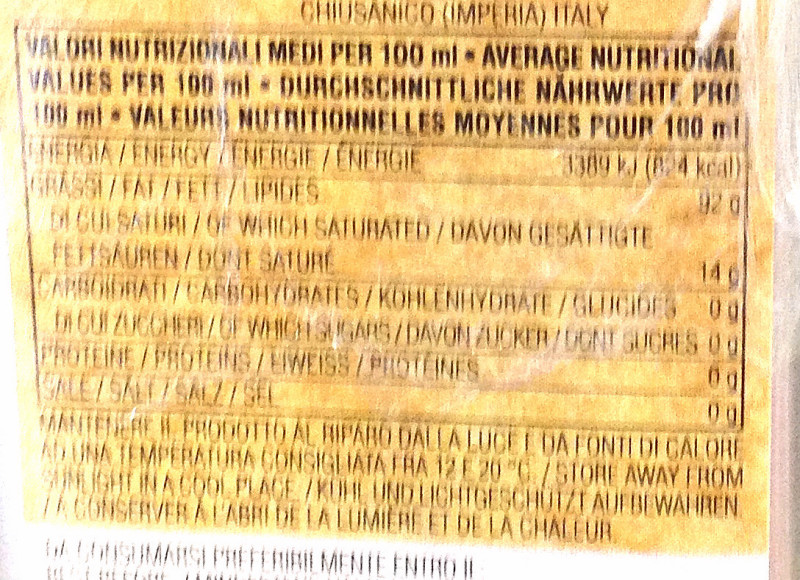 CHIUSANICO (IMPERIA) ITALY
VALORI NUTRIZIONALI MEDI PER 100 ml • AVERAGE NUTRITIONAL
VALUES PER 100 ml • DURCHSCHNITTLICHE NÄHRWERTE PRO
100 ml • VALEURS NUTRITIONNELLES MOYENNES POUR 100 ml
ENERGIA / ENERGY / ENERGIE / ÉNERGIE 3389 kJ (824 kcal)
GRASSI / FAT / FETT / LIPIDES 92 g
DI CUI SATURI / OF WHICH SATURATED / DAVON GESÄTTIGTE
FETTSÄUREN / DONT SATURÉ 14 g
CARBOIDRATI / CARBOHYDRATES / KOHLENHYDRATE / GLUCIDES 0 g
DI CUI ZUCCHERI / OF WHICH SUGARS / DAVON ZUCKER / DONT SUCRES 0 g
PROTEINE / PROTEINS / EIWEISS / PROTÉINES 0 g
SALE / SALT / SALZ / SEL 0 g
MANTENERE IL PRODOTTO AL RIPARO DALLA LUCE E DA FONTI DI CALORE
AD UNA TEMPERATURA CONSIGLIATA FRA 12 E 20 °C. / STORE AWAY FROM
SUNLIGHT IN A COOL PLACE. / KÜHL UND LICHTGESCHÜTZT AUFBEWAHREN.
/ A CONSERVER À L'ABRI DE LA LUMIÈRE ET DE LA CHALEUR.
DA CONSUMARSI PREFERIBILMENTE ENTRO IL: